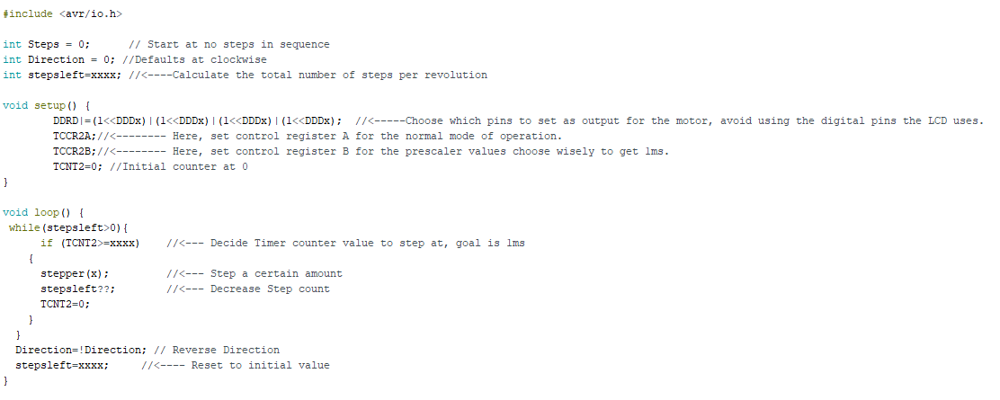 #include <avr/io.h>
int Steps = 0;      // Start at no steps in sequence
int Direction = 0; //Defaults at clockwise
int stepsleft=xxxx; //<----Calculate the total number of steps per revolution
void setup() {
DDRD|=(1<<DDDx)|(1<<DDDx)|(1<<DDDx)|(1<<DDDx);  //<-----Choose which pins to set as output for the motor, avoid using the digital pins the LCD uses.
TCCR2A;//<-------- Here, set control register A for the normal mode of operation.
TCCR2B;//<-------- Here, set control register B for the prescaler values choose wisely to get 1ms.
TCNT2=0; //Initial counter at 0
}
void loop() {
while(stepsleft>0){
if (TCNT2>=xxxx)    //<--- Decide Timer counter value to step at, goal is 1ms
{
stepper(x);         //<--- Step a certain amount
stepsleft??;        //<--- Decrease Step count
TCNT2=0;
}
}
Direction=!Direction; // Reverse Direction
stepsleft=xxxx;     //<---- Reset to initial value
}